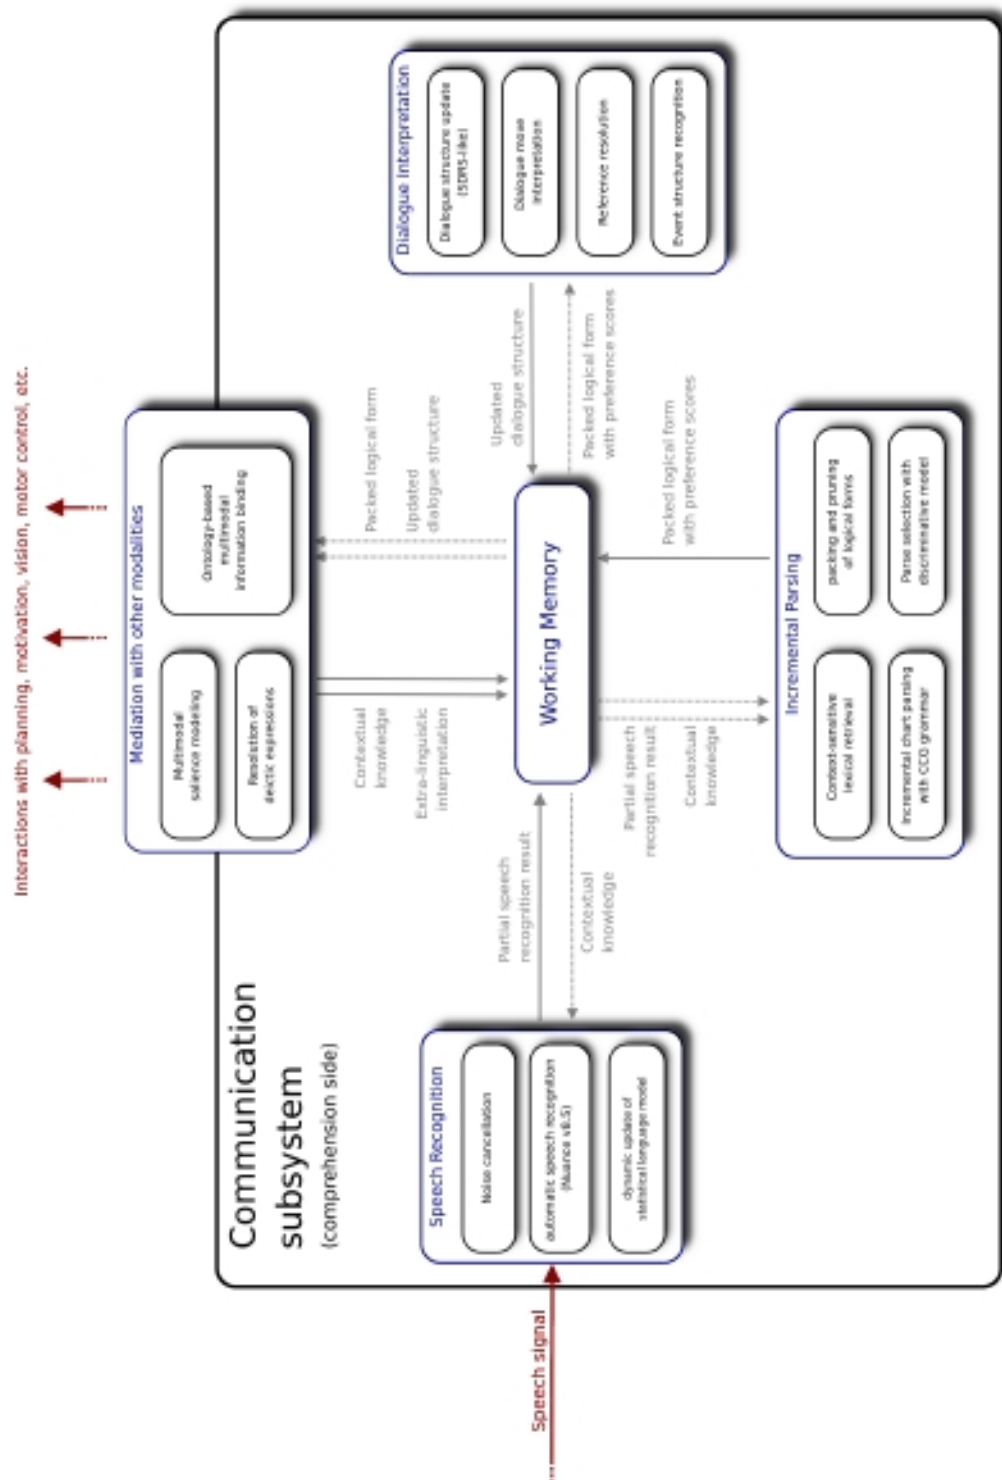 Interactions with planning, motivation, vision, motor control, etc.
Communication
subsystem
(comprehension side)
Mediation with other modalities
Multimodal
salience modeling
Resolution of
deictic expressions
Ontology-based
multimodal
information binding
Contextual
knowledge
Extra-linguistic
interpretation
Packed logical form
Updated
dialogue structure
Speech signal
Speech Recognition
Noise cancellation
automatic speech recognition
(Nuance v8.5)
dynamic update of
statistical language model
Partial speech
recognition result
Contextual
knowledge
Working Memory
Updated
dialogue structure
Packed logical form
with preference scores
Dialogue Interpretation
Dialogue structure update
(SDRS-like)
Dialogue move
interpretation
Reference resolution
Event structure recognition
Partial speech
recognition result
Contextual
knowledge
Packed logical form
with preference scores
Incremental Parsing
Context-sensitive
lexical retrieval
Incremental chart parsing
with CCG grammar
packing and pruning
of logical forms
Parse selection with
discriminative model